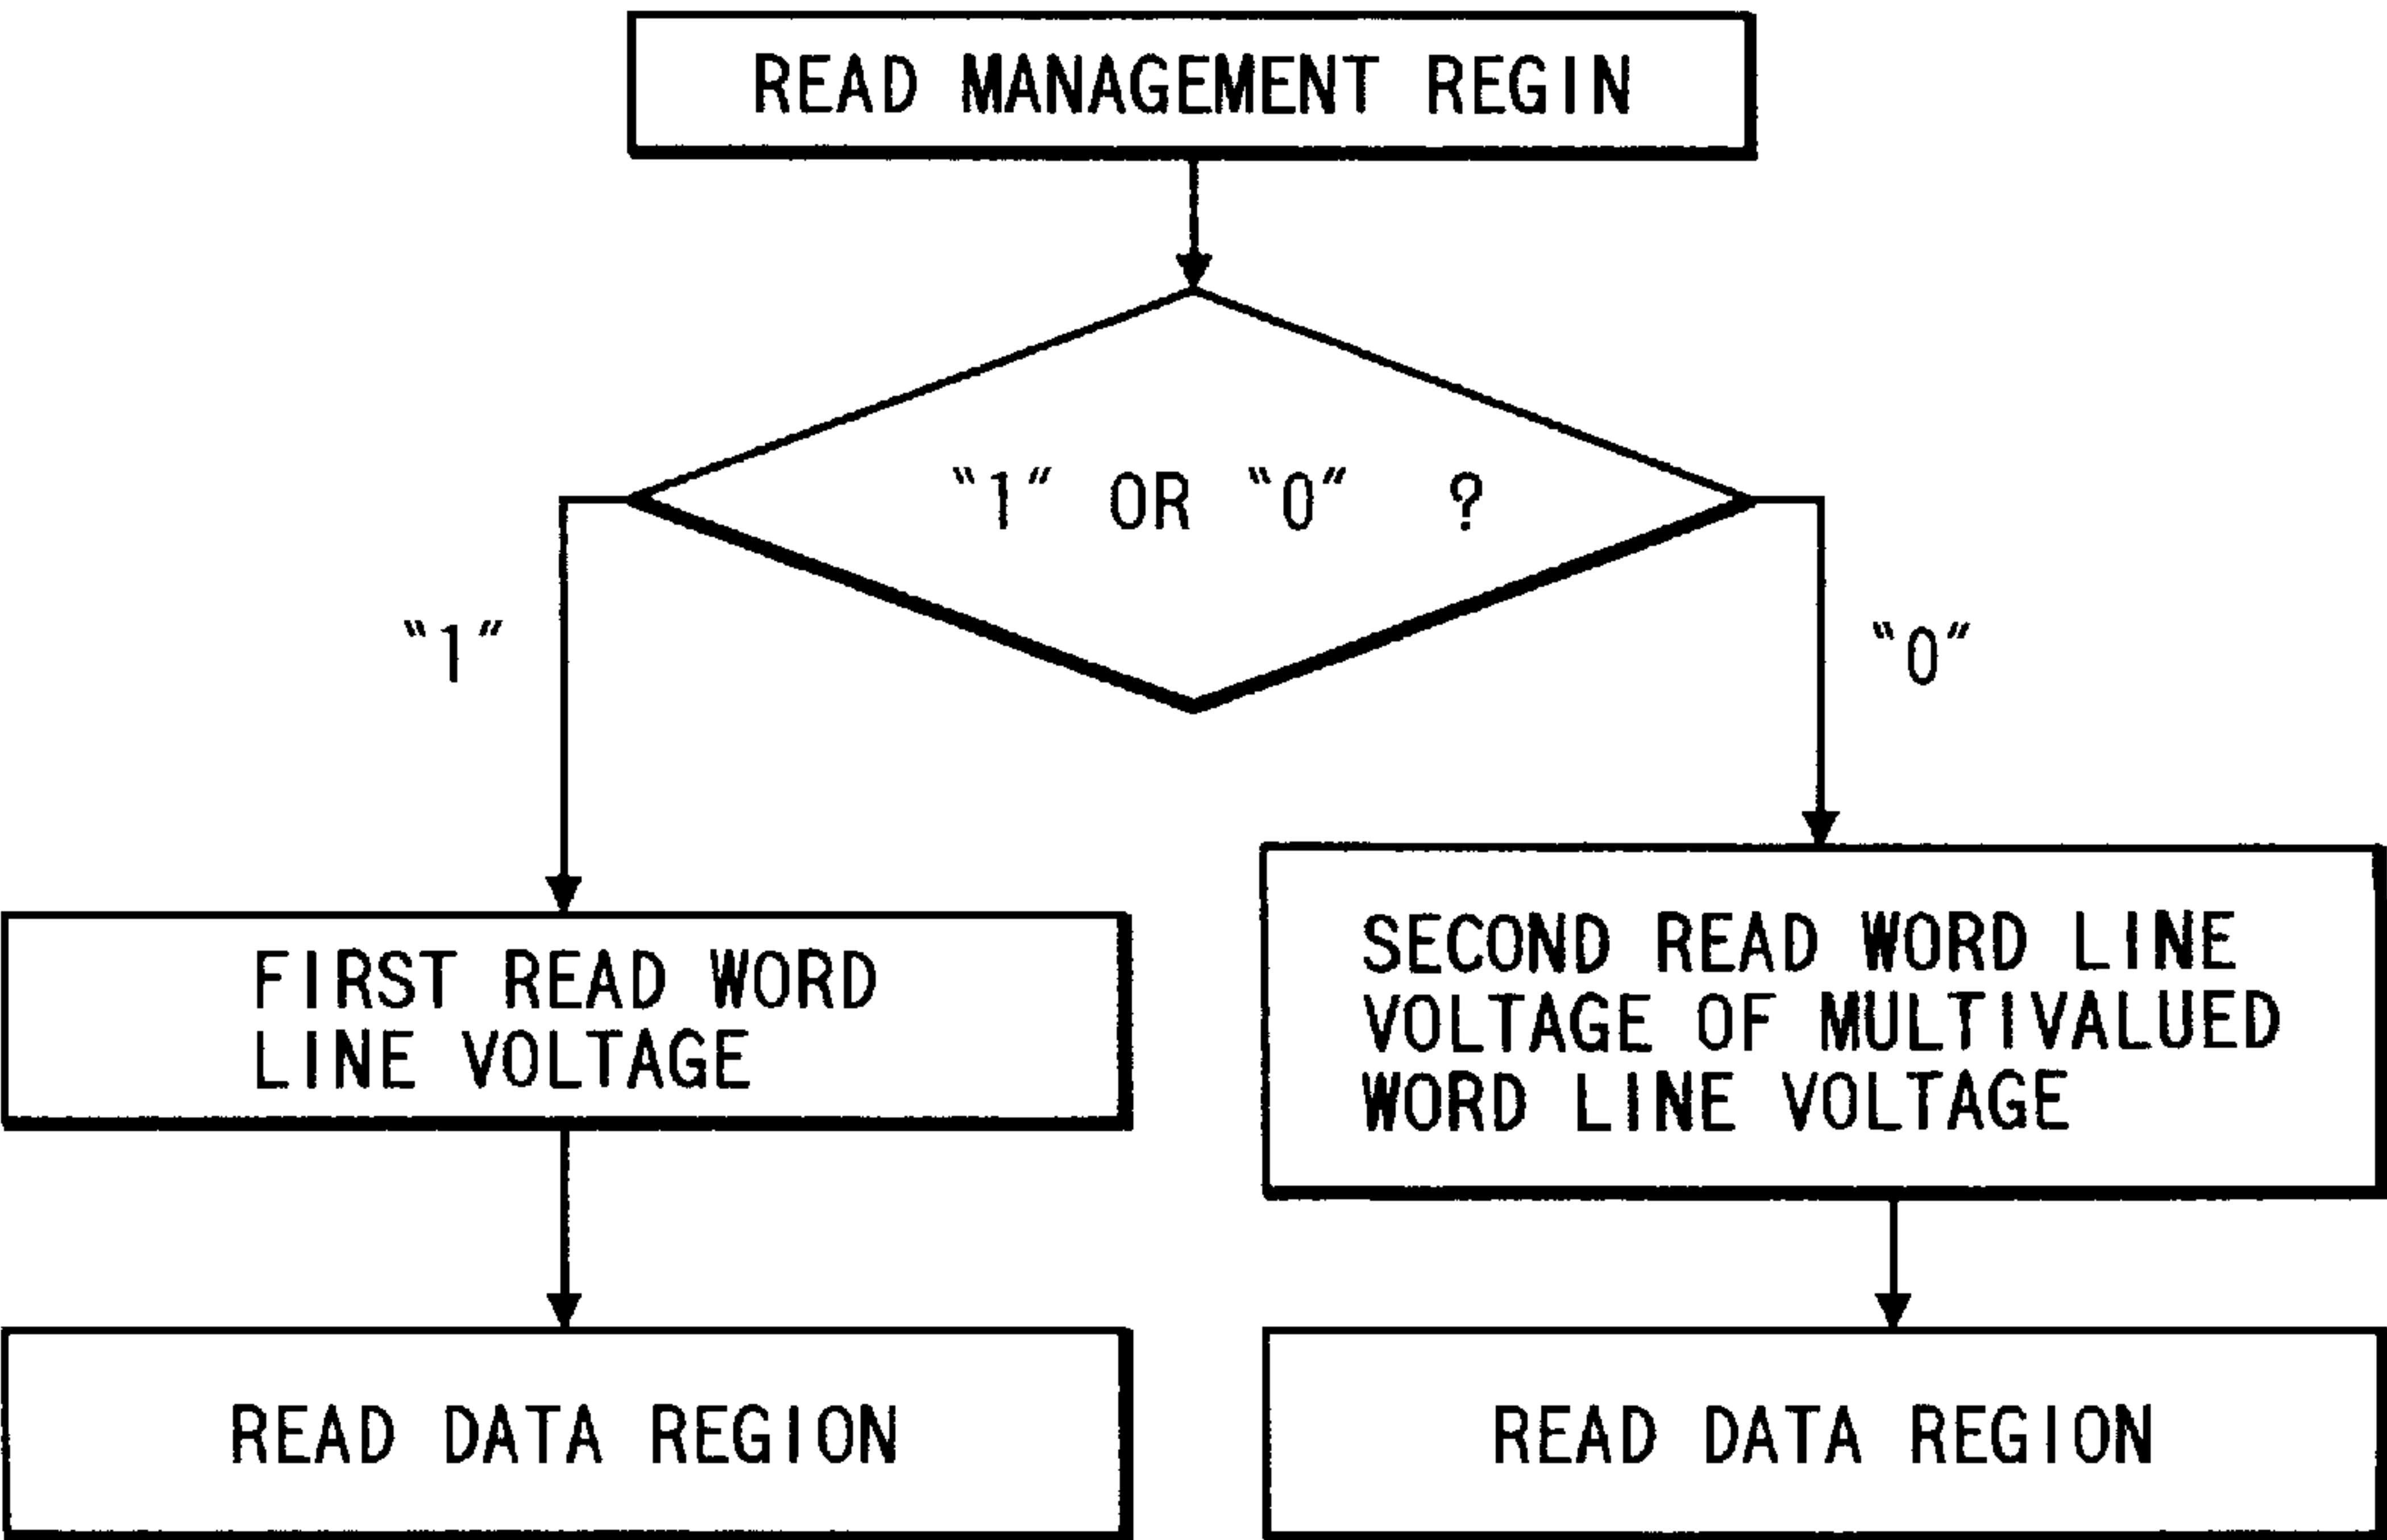 READ MANAGEMENT REGIN
“1” OR “0” ?
“1”
“0”
FIRST READ WORD
LINE VOLTAGE
SECOND READ WORD LINE
VOLTAGE OF MULTIVALUED
WORD LINE VOLTAGE
READ DATA REGION
READ DATA REGION